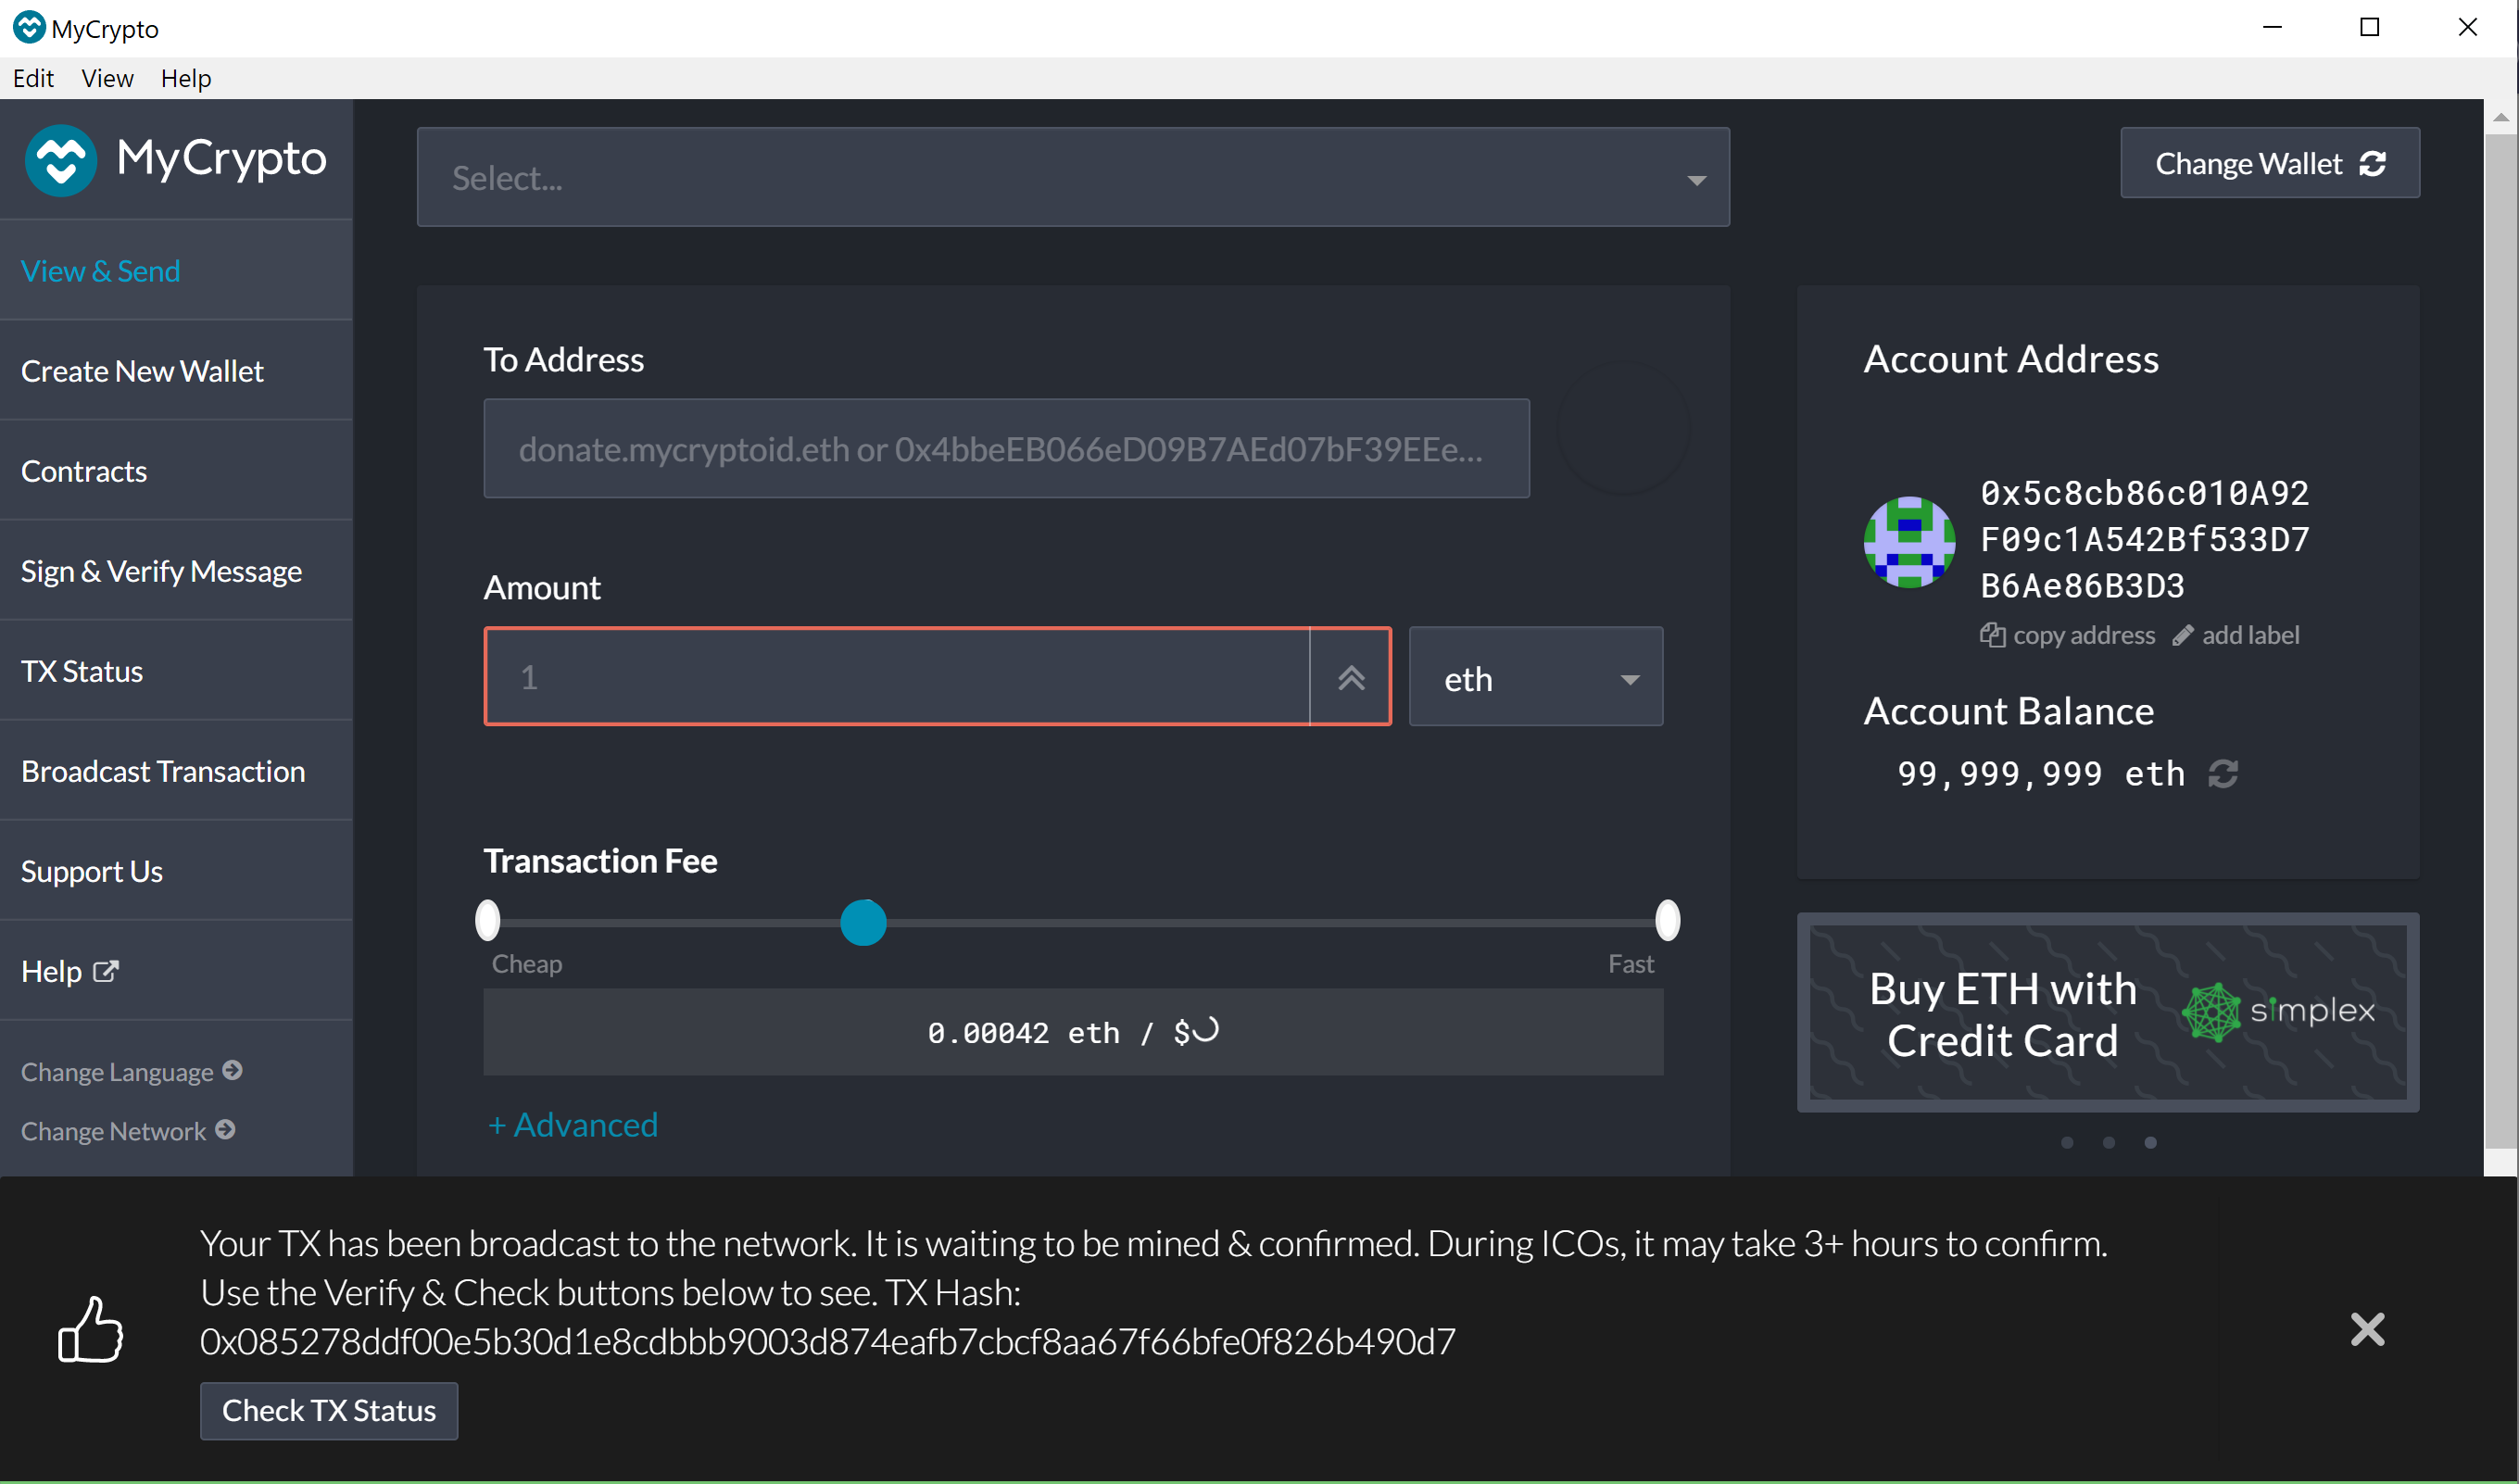 MyCrypto
Edit View Help
MyCrypto
View & Send
Create New Wallet
Contracts
Sign & Verify Message
TX Status
Broadcast Transaction
Support Us
Help
Change Language
Change Network
Select...
Change Wallet
To Address
donate.mycryptoid.eth or 0x4bbeEB066eD09B7AEd07bF39EEe...
Amount
1
eth
Transaction Fee
Cheap
Fast
0.00042 eth / $
+ Advanced
Account Address
0x5c8cb86c010A92
F09c1A542Bf533D7
B6Ae86B3D3
copy address add label
Account Balance
99,999,999 eth
Buy ETH with
Credit Card
simplex
Your TX has been broadcast to the network. It is waiting to be mined & confirmed. During ICOs, it may take 3+ hours to confirm.
Use the Verify & Check buttons below to see. TX Hash:
0x085278ddf00e5b30d1e8cdbbb9003d874eafb7cbcf8aa67f66bfe0f826b490d7
Check TX Status